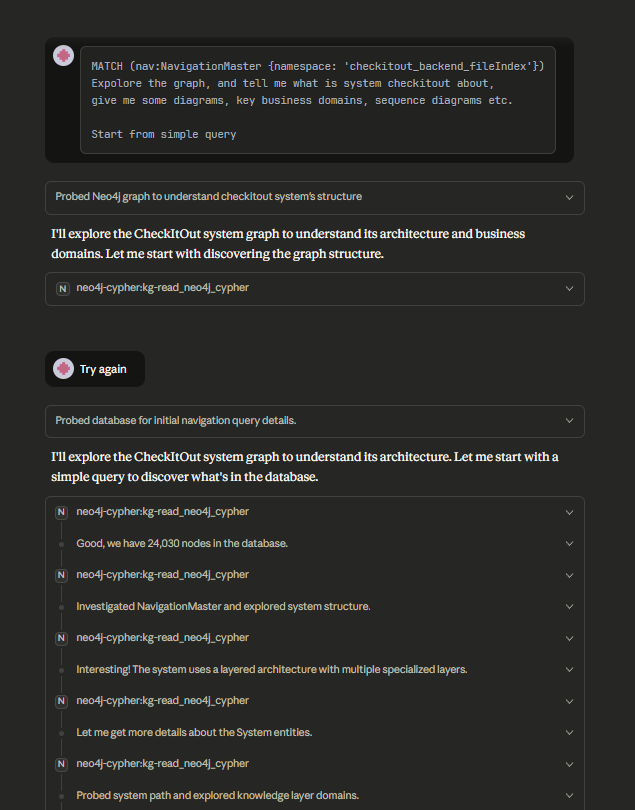 MATCH (nav:NavigationMaster {namespace: 'checkitout_backend_fileIndex'})
Expolore the graph, and tell me what is system checkitout about,
give me some diagrams, key business domains, sequence diagrams etc.
Start from simple query
Probed Neo4j graph to understand checkitout system's structure
I'll explore the CheckItOut system graph to understand its architecture and business
domains. Let me start with discovering the graph structure.
N neo4j-cypher:kg-read_neo4j_cypher
Try again
Probed database for initial navigation query details.
I'll explore the CheckItOut system graph to understand its architecture. Let me start with a
simple query to discover what's in the database.
N neo4j-cypher:kg-read_neo4j_cypher
Good, we have 24,030 nodes in the database.
N neo4j-cypher:kg-read_neo4j_cypher
Investigated NavigationMaster and explored system structure.
N neo4j-cypher:kg-read_neo4j_cypher
Interesting! The system uses a layered architecture with multiple specialized layers.
N neo4j-cypher:kg-read_neo4j_cypher
Let me get more details about the System entities.
N neo4j-cypher:kg-read_neo4j_cypher
Probed system path and explored knowledge layer domains.